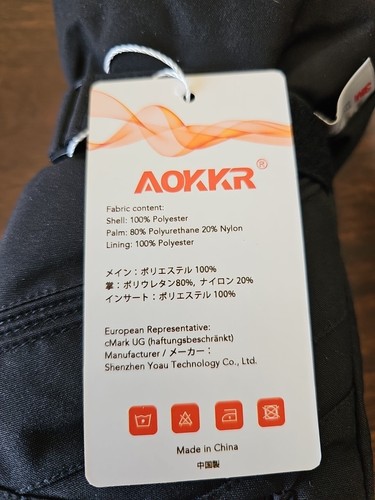 AOKKR®
Fabric content:
Shell: 100% Polyester
Palm: 80% Polyurethane 20% Nylon
Lining: 100% Polyester
メイン：ポリエステル 100%
掌：ポリウレタン80%, ナイロン 20%
インサート：ポリエステル 100%
European Representative:
cMark UG (haftungsbeschränkt)
Manufacturer / メーカー：
Shenzhen Yoau Technology Co., Ltd.
Made in China
中国製